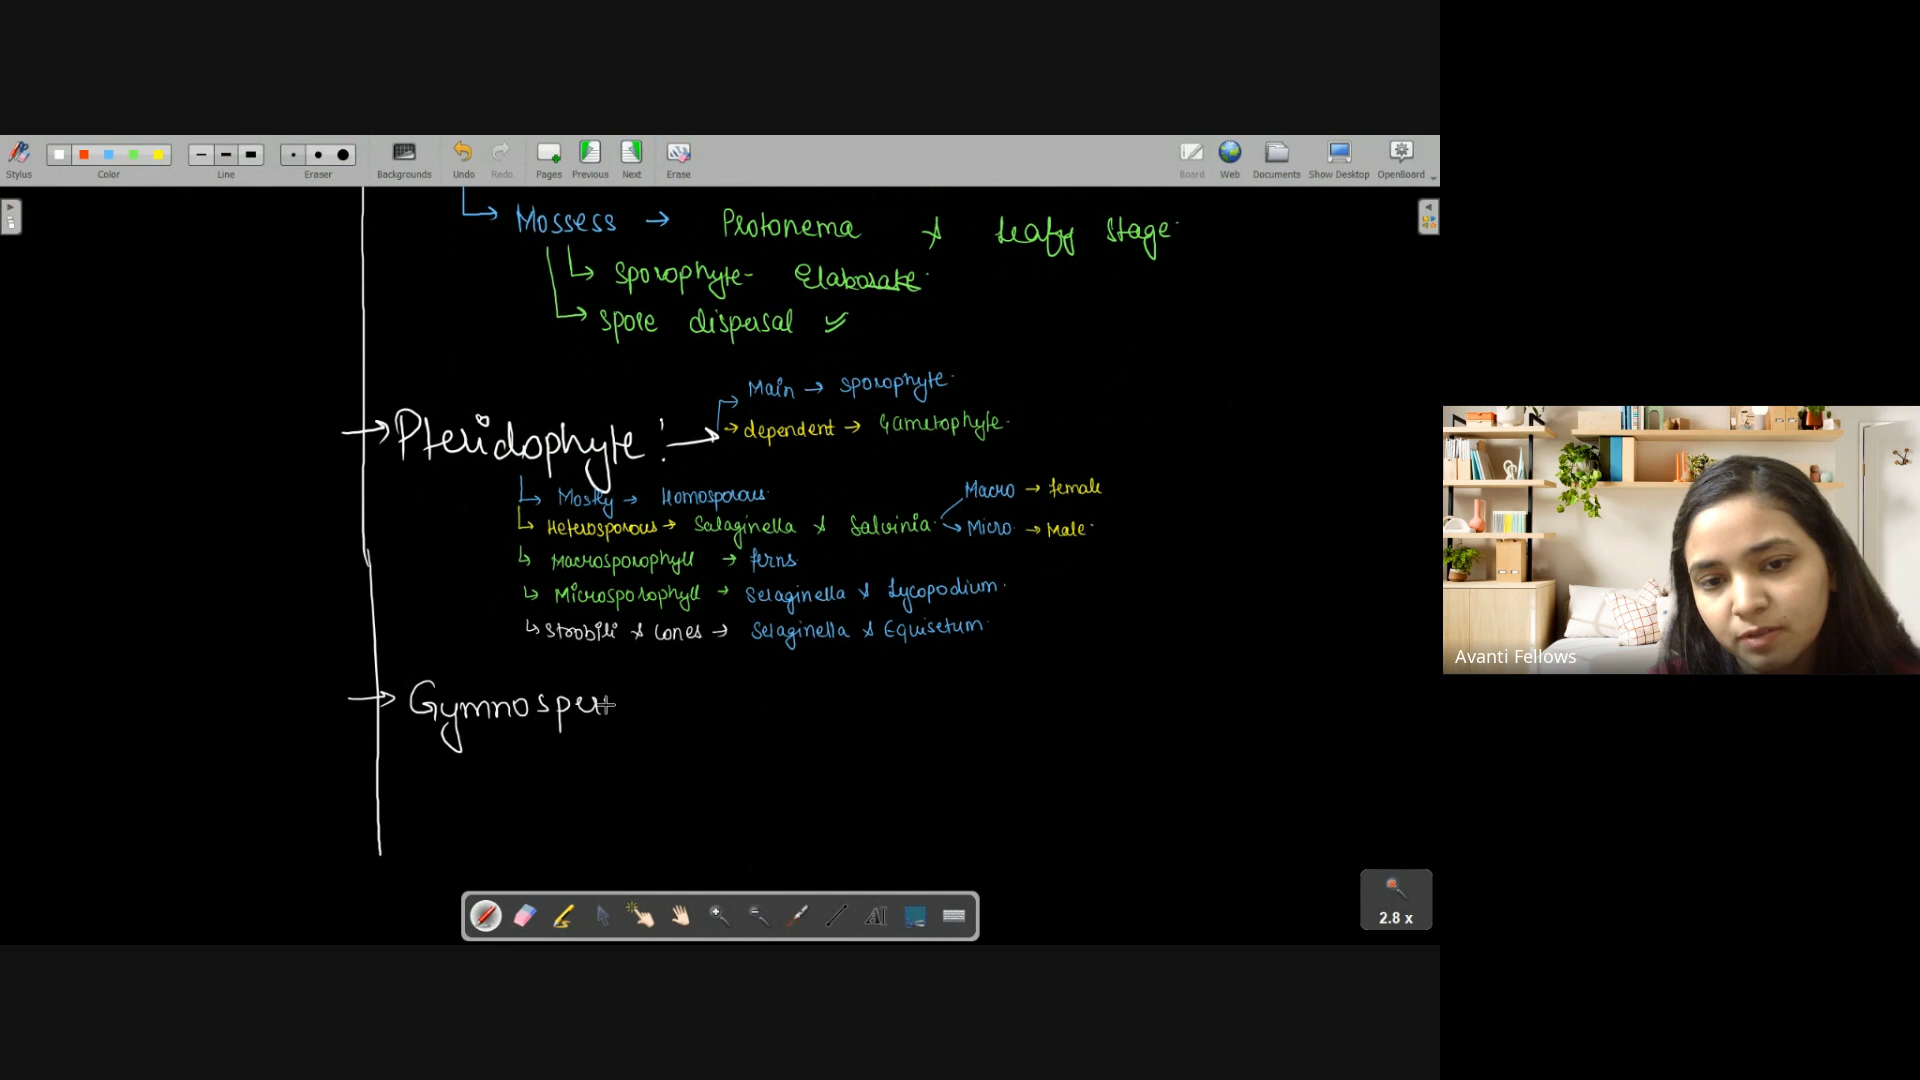 Stylus
Color
Line
Eraser
Backgrounds
Undo
Redo
Pages
Previous
Next
Erase
Board
Web
Documents
Show Desktop
OpenBoard
Mossess → Protonema & Leafy stage.
Sporophyte - Elaborate.
Spore dispersal
Main → sporophyte.
Pteridophyte! → dependent → Gametophyte.
Mostly → Homosporous.
Macro → female
Heterosporous → Salaginella & Salvinia.
Micro → Male.
Macrosporophyll → ferns
Microsporophyll → Selaginella & Lycopodium.
Strobili & Cones → Selaginella & Equisetum.
→ Gymnosper
Avanti Fellows
2.8 x